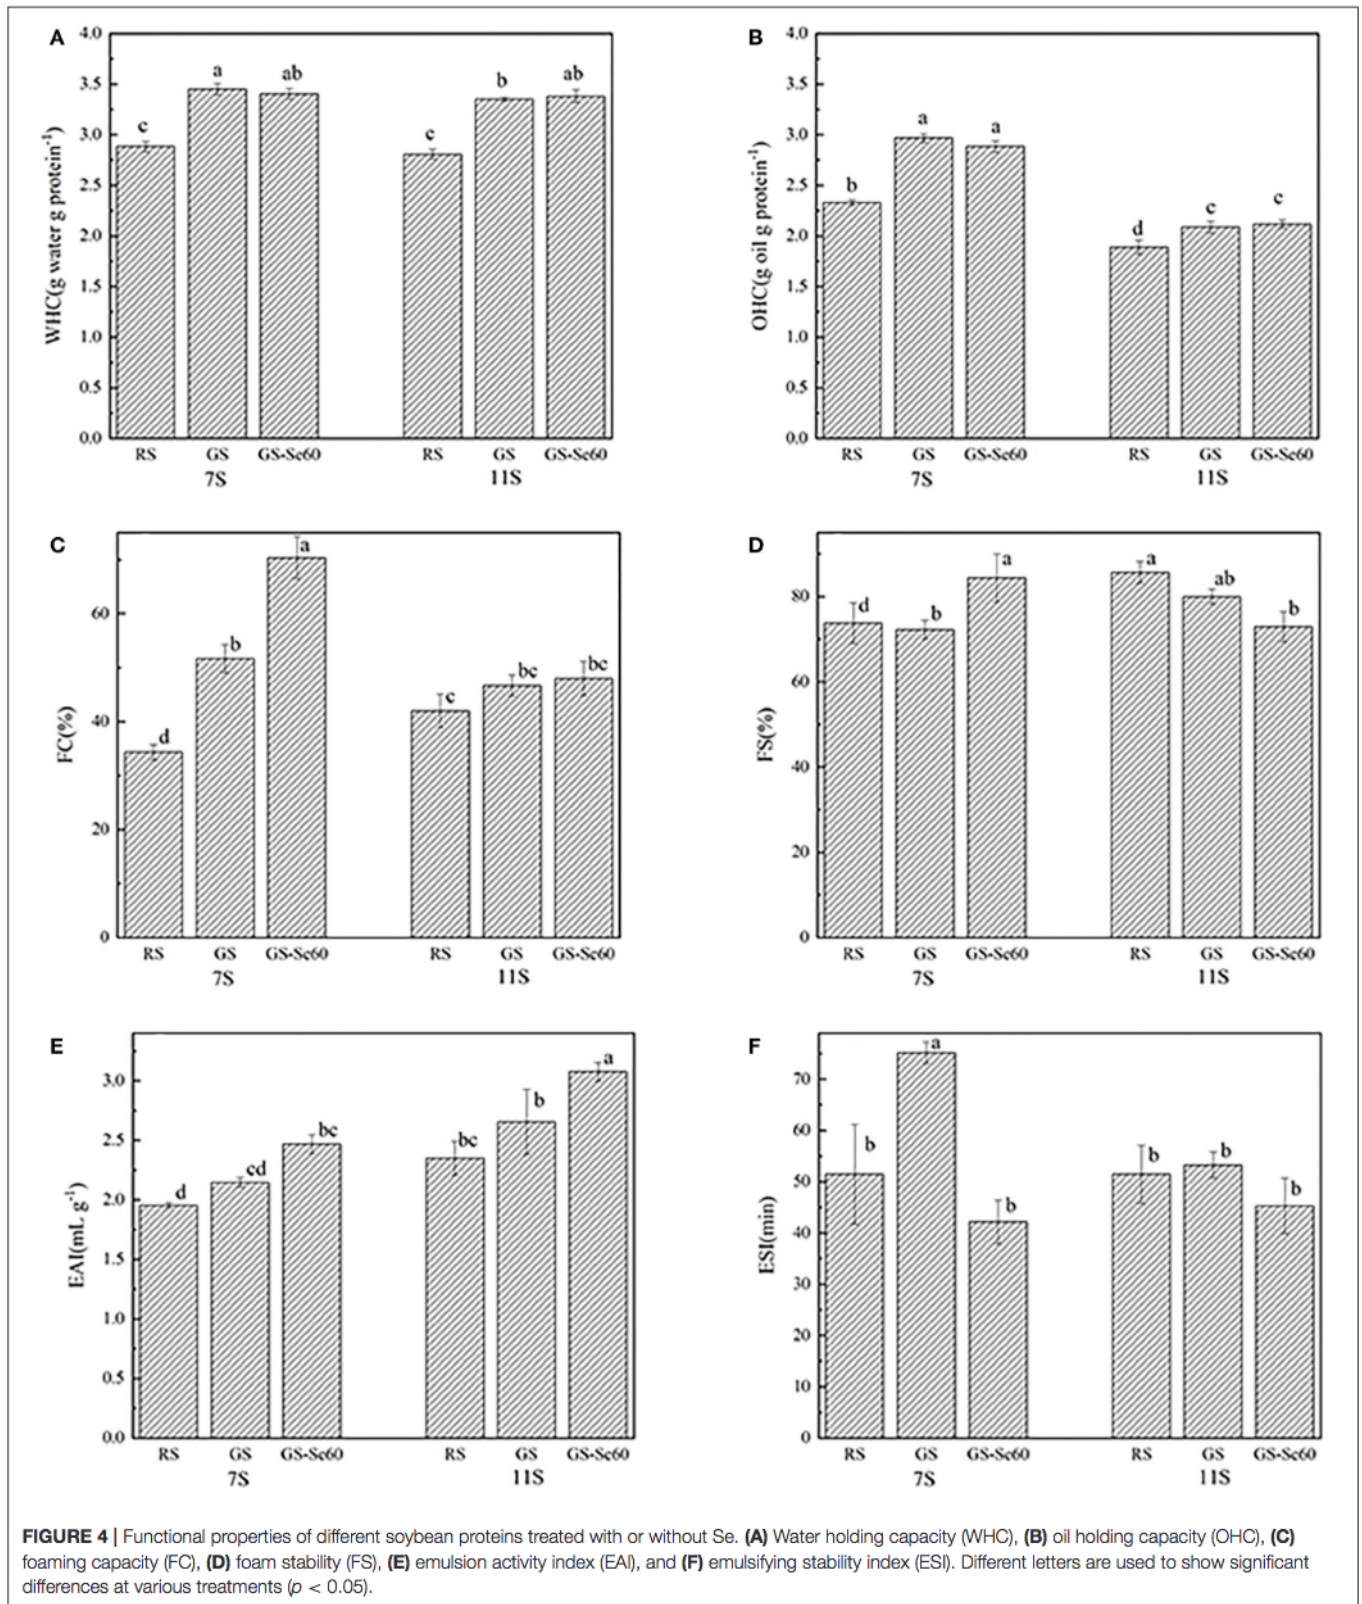 A
WHC(g water g protein-1)
4.0
3.5
3.0
2.5
2.0
1.5
1.0
0.5
0.0
c
a
ab
c
b
ab
RS GS GS-Se60 RS GS GS-Se60
7S 11S
B
OHC(g oil g protein-1)
4.0
3.5
3.0
2.5
2.0
1.5
1.0
0.5
0.0
b
a
a
d
c
c
RS GS GS-Se60 RS GS GS-Se60
7S 11S
C
FC(%)
60
40
20
0
d
b
a
c
bc
bc
RS GS GS-Se60 RS GS GS-Se60
7S 11S
D
FS(%)
80
60
40
20
0
d
b
a
a
ab
b
RS GS GS-Se60 RS GS GS-Se60
7S 11S
E
EAI(mL g-1)
3.0
2.5
2.0
1.5
1.0
0.5
0.0
d
cd
bc
bc
b
a
RS GS GS-Se60 RS GS GS-Se60
7S 11S
F
ESI(min)
70
60
50
40
30
20
10
0
b
a
b
b
b
b
RS GS GS-Se60 RS GS GS-Se60
7S 11S
FIGURE 4 | Functional properties of different soybean proteins treated with or without Se. (A) Water holding capacity (WHC), (B) oil holding capacity (OHC), (C)
foaming capacity (FC), (D) foam stability (FS), (E) emulsion activity index (EAI), and (F) emulsifying stability index (ESI). Different letters are used to show significant
differences at various treatments (p < 0.05).